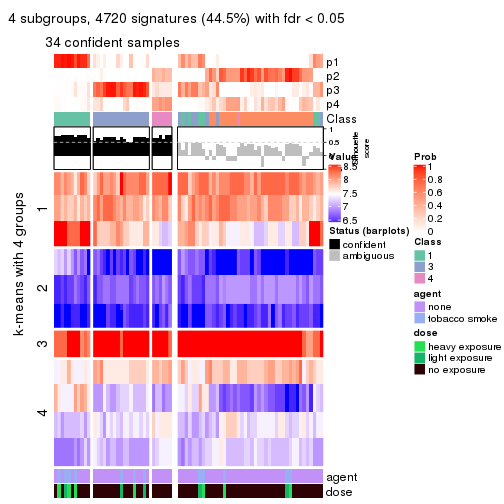 4 subgroups, 4720 signatures (44.5%) with fdr < 0.05
34 confident samples
p1
p2
p3
p4
Class
1
0.5
0
silhouette
score
k-means with 4 groups
1
2
3
4
Value
8.5
8
7.5
7
6.5
Status (barplots)
confident
ambiguous
Prob
1
0.8
0.6
0.4
0.2
0
Class
1
3
4
agent
none
tobacco smoke
dose
heavy exposure
light exposure
no exposure
agent
dose